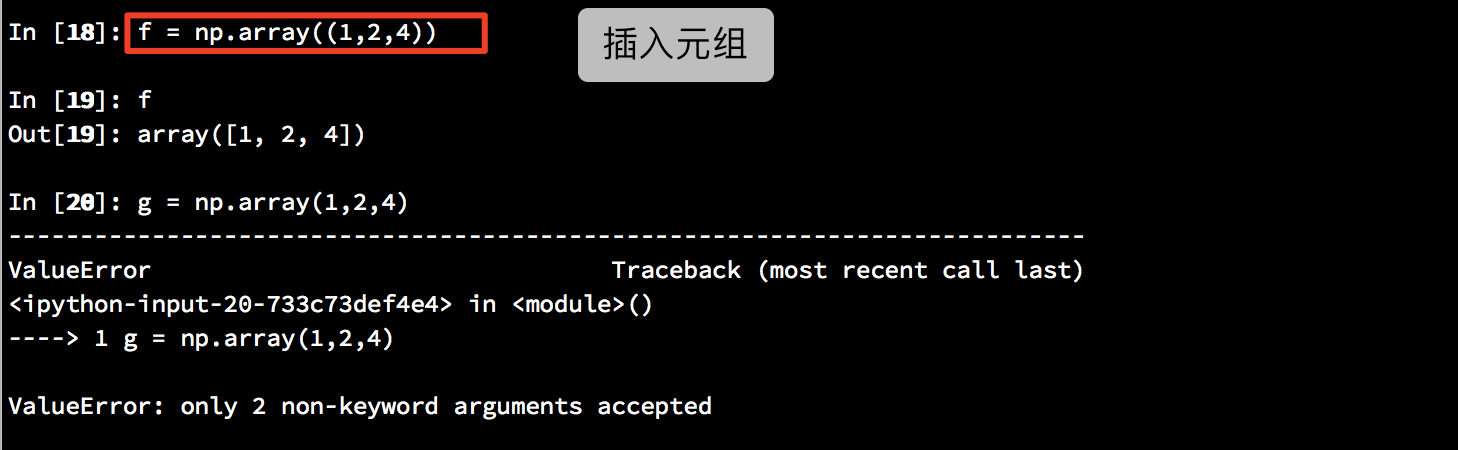 In [18]: f = np.array((1,2,4))
插入元组
In [19]: f
Out[19]: array([1, 2, 4])
In [20]: g = np.array(1,2,4)
---------------------------------------------------------------------------
ValueError                                Traceback (most recent call last)
<ipython-input-20-733c73def4e4> in <module>()
----> 1 g = np.array(1,2,4)
ValueError: only 2 non-keyword arguments accepted